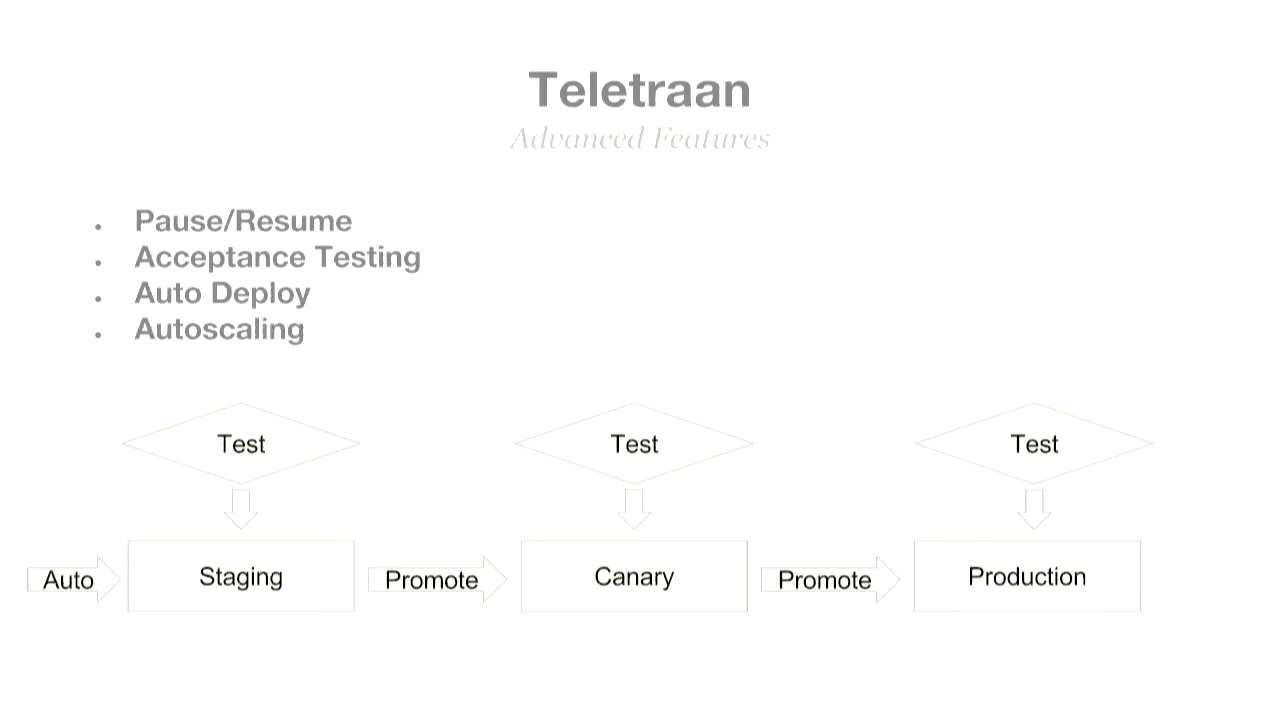 Teletraan
Advanced Features
. Pause/Resume
. Acceptance Testing
. Auto Deploy
. Autoscaling
Test Test Test
Auto Staging Promote Canary Promote Production